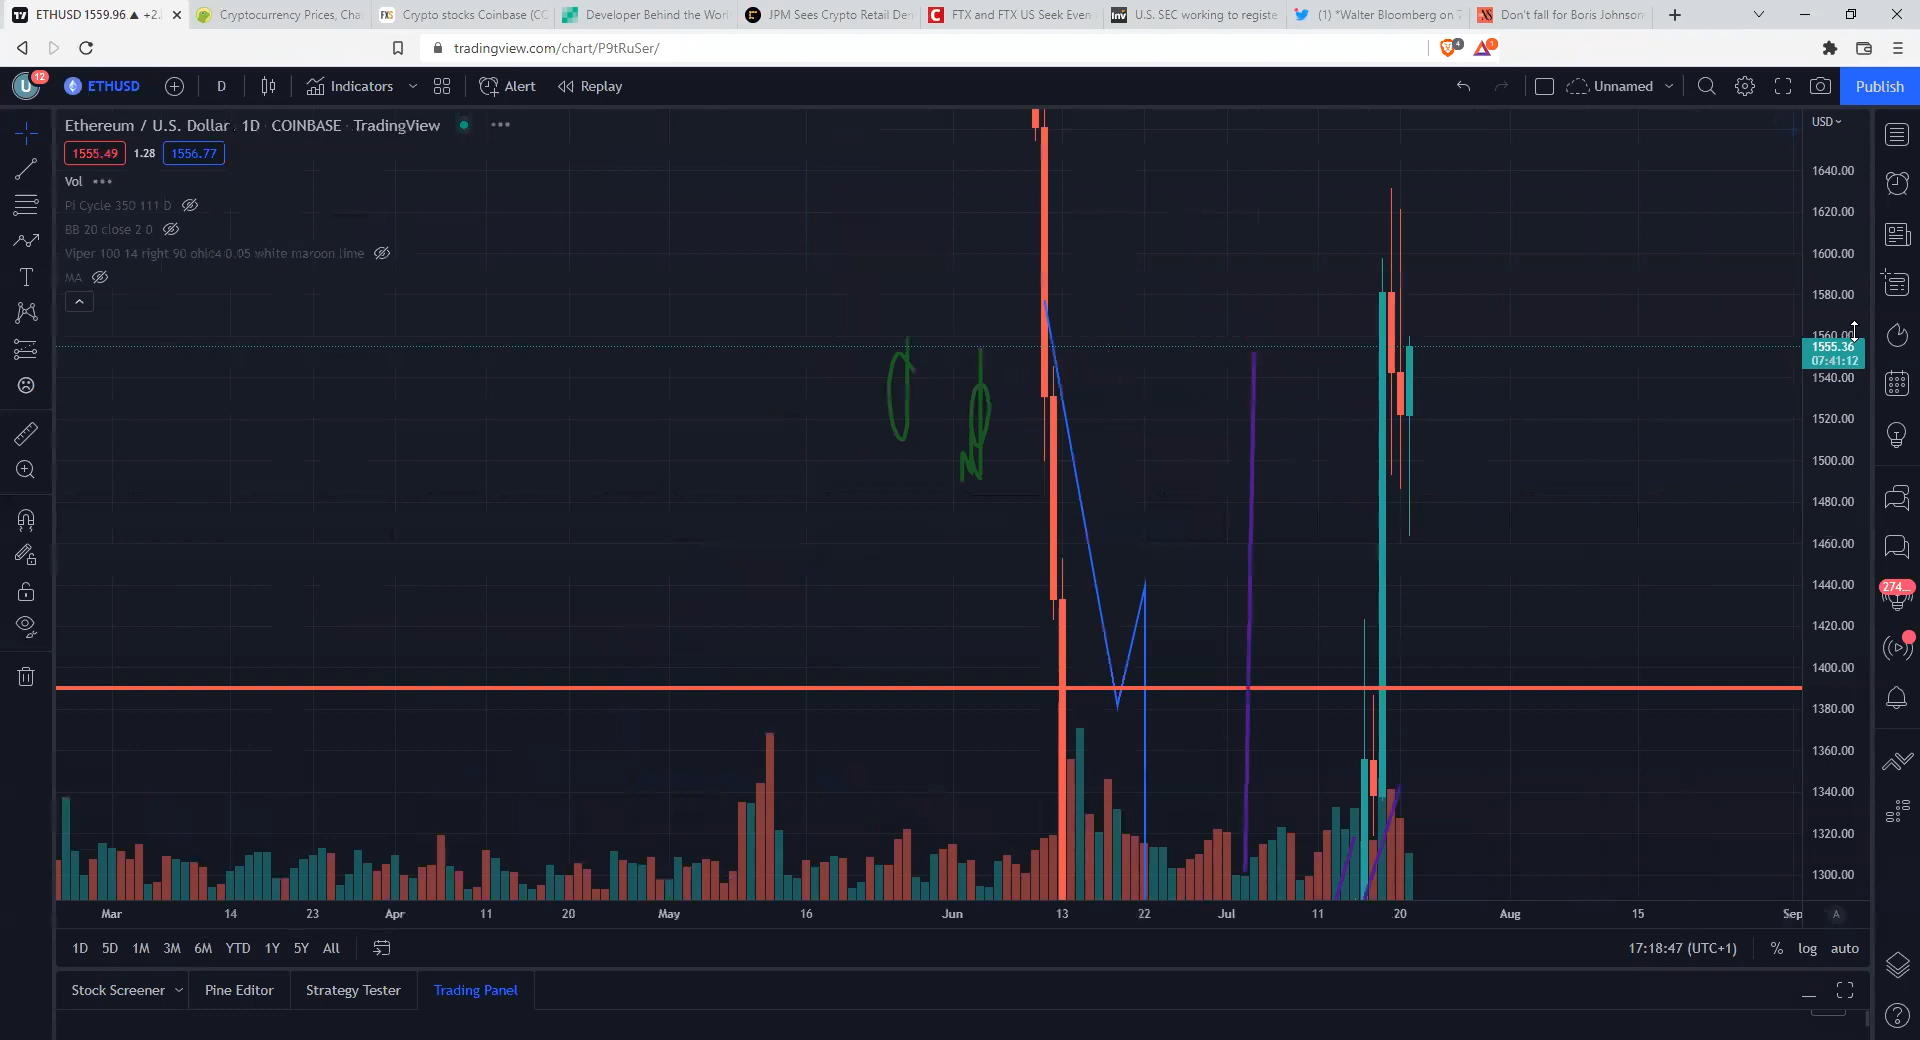 ETHUSD 1559.96 ▲ +2.
Cryptocurrency Prices, Cha
Crypto stocks Coinbase (CC
Developer Behind the Worl
JPM Sees Crypto Retail De
FTX and FTX US Seek Even
U.S. SEC working to registe
(1) *Walter Bloomberg on
Don't fall for Boris Johnson
tradingview.com/chart/P9tRuSer/
4
1
U
12
ETHUSD
D
Indicators
Alert
Replay
Unnamed
Publish
Ethereum / U.S. Dollar 1D COINBASE TradingView
USD
1555.49
1.28
1556.77
Vol
Pi Cycle 350 111 D
BB 20 close 2 0
Viper 100 14 right 90 ohlc4 0.05 white maroon lime
MA
1640.00
1620.00
1600.00
1580.00
1560.00
1555.36
07:41:12
1540.00
1520.00
1500.00
1480.00
1460.00
1440.00
1420.00
1400.00
1380.00
1360.00
1340.00
1320.00
1300.00
274
Mar
14
23
Apr
11
20
May
16
Jun
13
22
Jul
11
20
Aug
15
Sep
A
1D 5D 1M 3M 6M YTD 1Y 5Y All
17:18:47 (UTC+1)
% log auto
Stock Screener
Pine Editor
Strategy Tester
Trading Panel